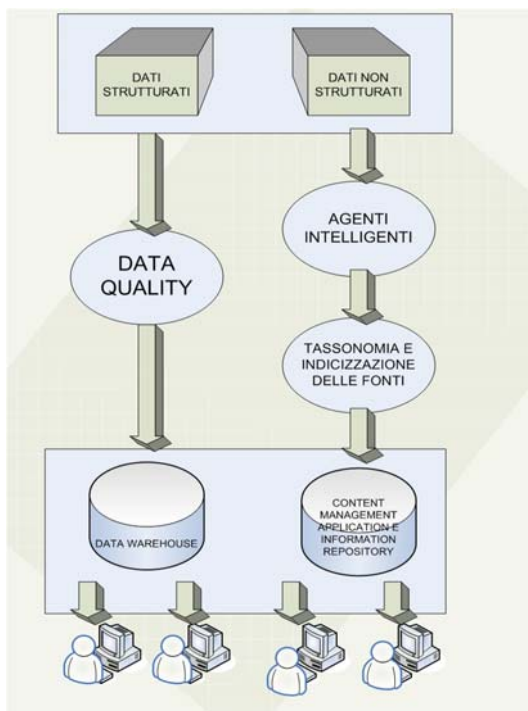 DATI
STRUTTURATI
DATI NON
STRUTTURATI
DATA
QUALITY
AGENTI
INTELLIGENTI
TASSONOMIA E
INDICIZZAZIONE
DELLE FONTI
DATA WAREHOUSE
CONTENT
MANAGEMENT
APPLICATION E
INFORMATION
REPOSITORY